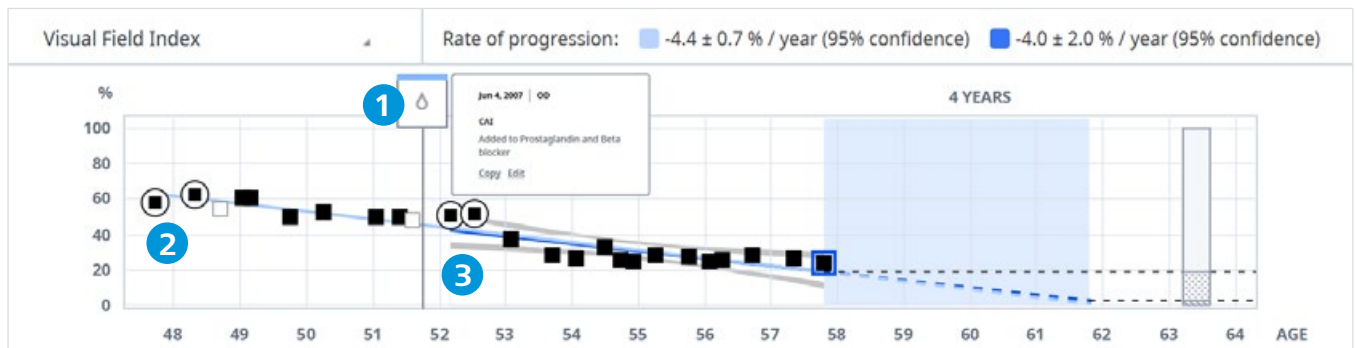 Visual Field Index
Rate of progression: -4.4 ± 0.7 % / year (95% confidence) -4.0 ± 2.0 % / year (95% confidence)
%
4 YEARS
1
Jun 4, 2007 | OD
CAI
Added to Prostaglandin and Beta
blocker
Copy Edit
100
80
60
40
20
0
2
3
48 49 50 51 52 53 54 55 56 57 58 59 60 61 62 63 64 AGE